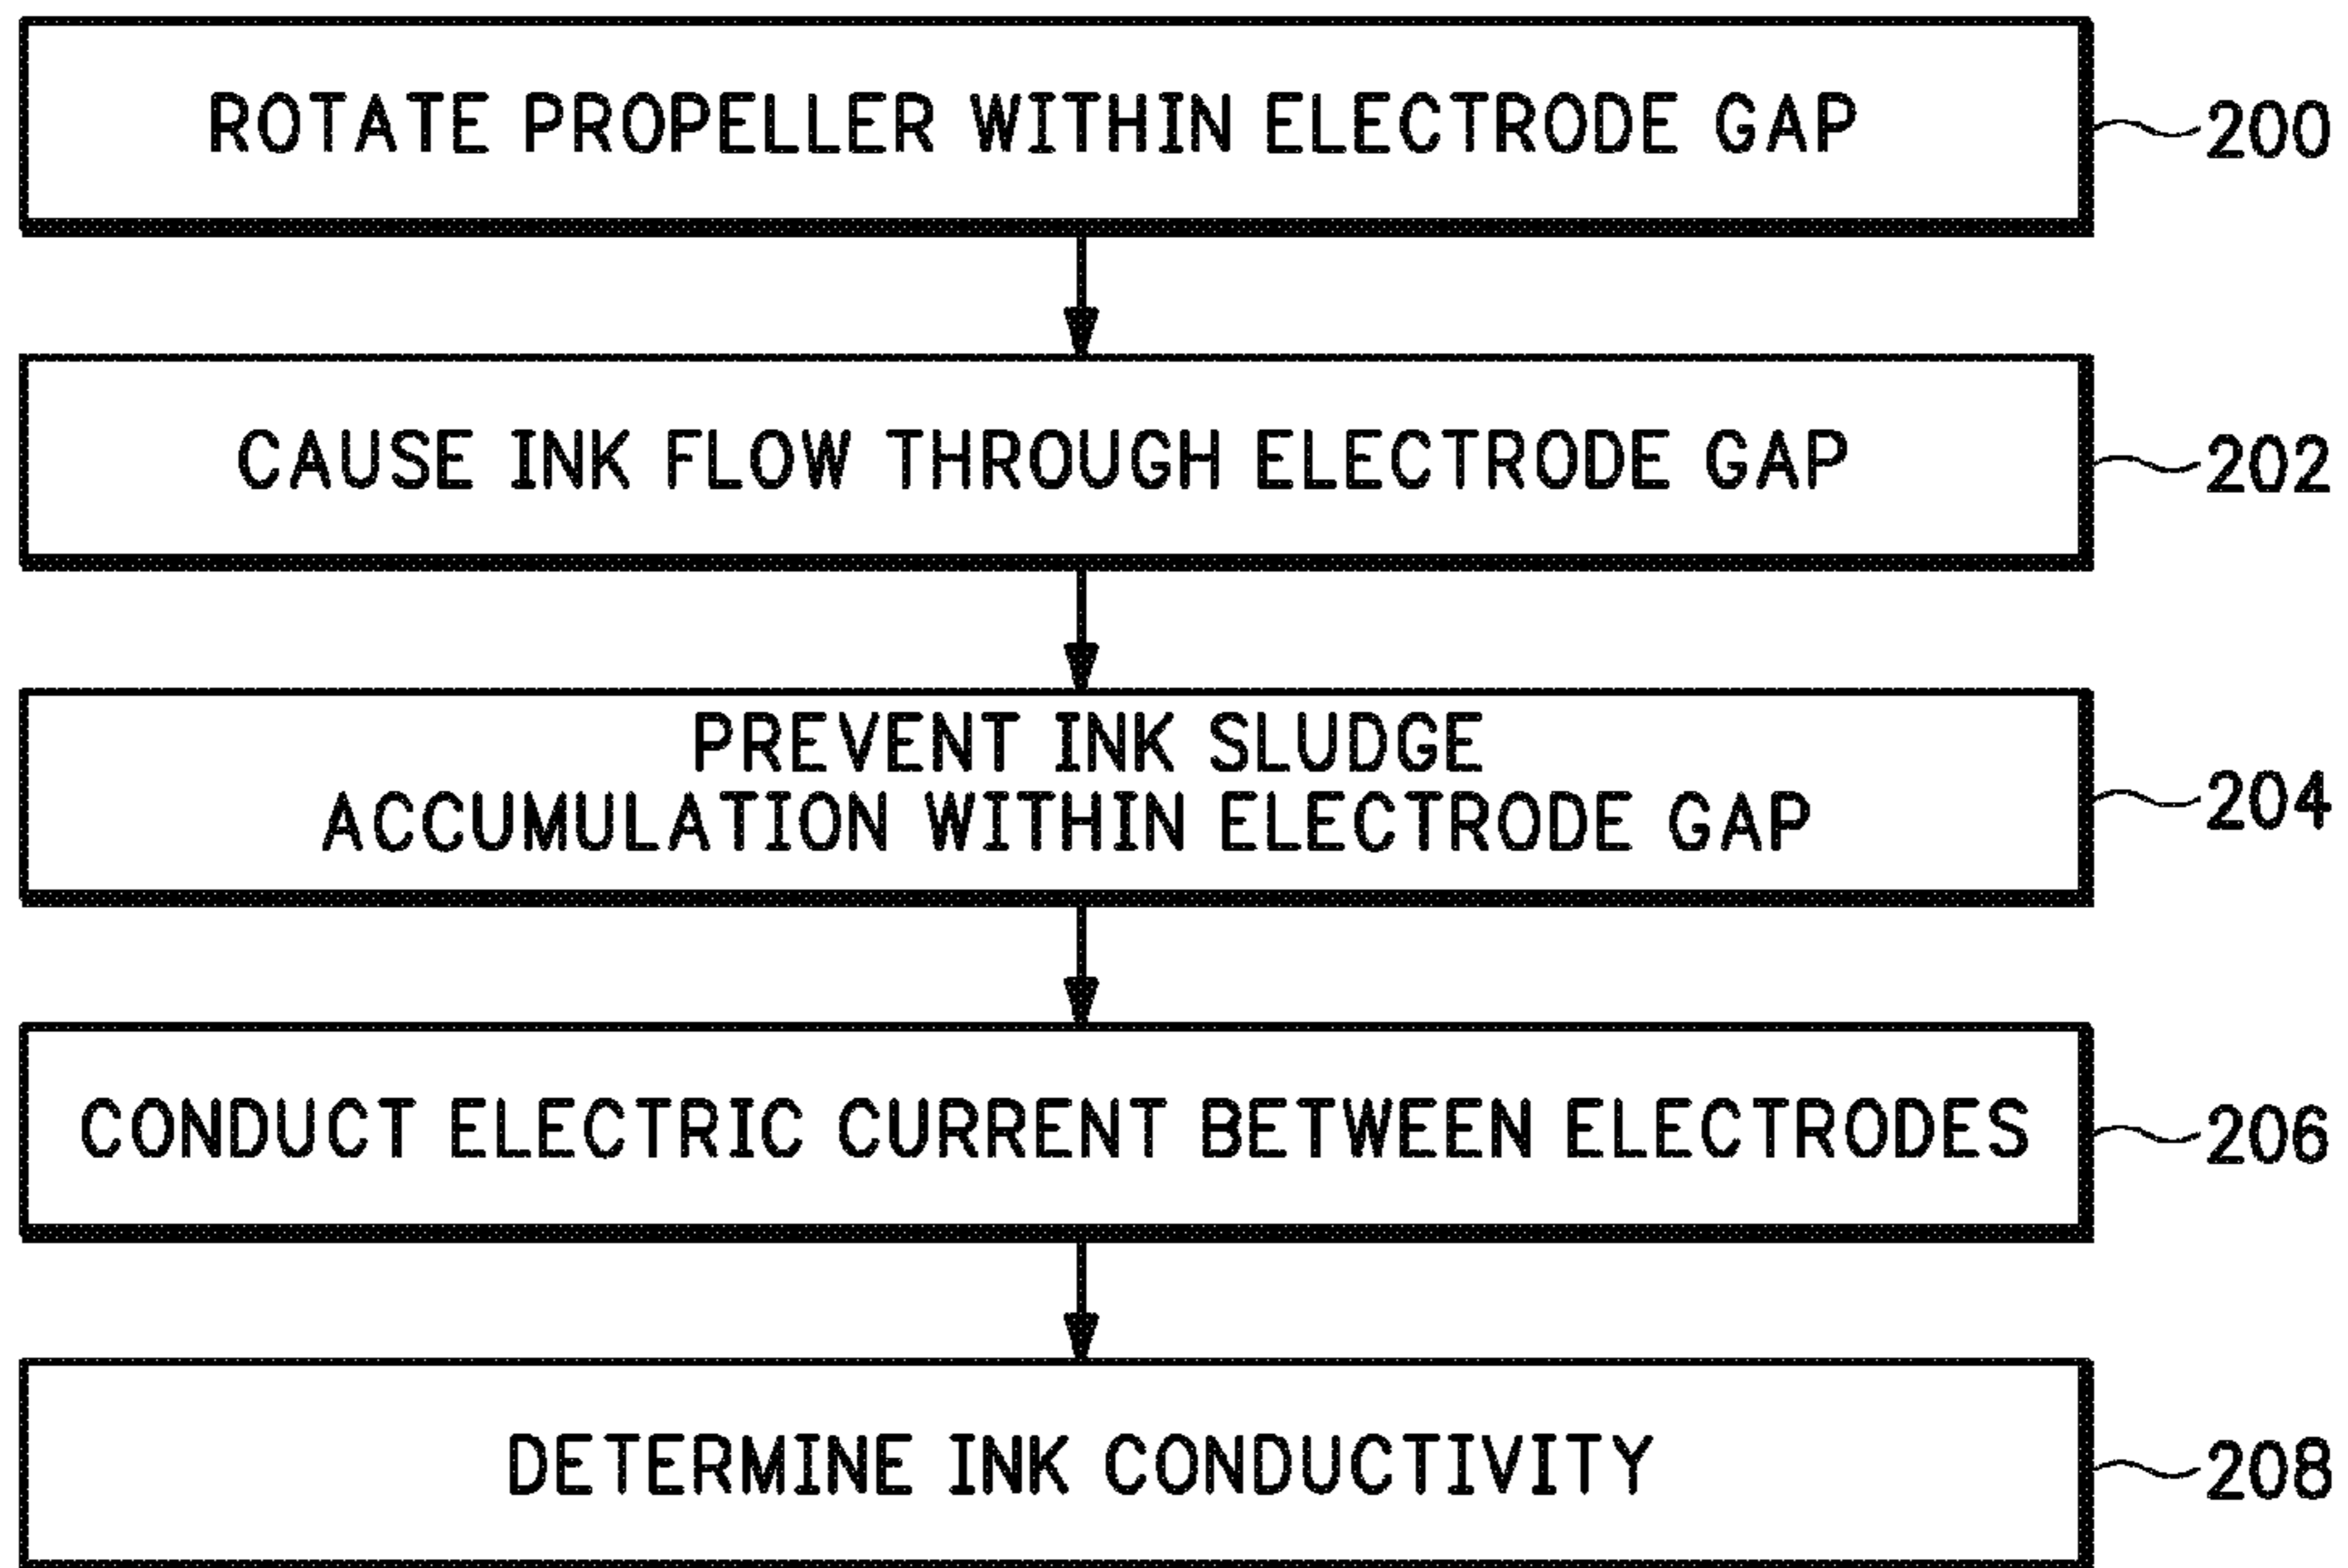 ROTATE PROPELLER WITHIN ELECTRODE GAP 200
CAUSE INK FLOW THROUGH ELECTRODE GAP 202
PREVENT INK SLUDGE
ACCUMULATION WITHIN ELECTRODE GAP 204
CONDUCT ELECTRIC CURRENT BETWEEN ELECTRODES 206
DETERMINE INK CONDUCTIVITY 208